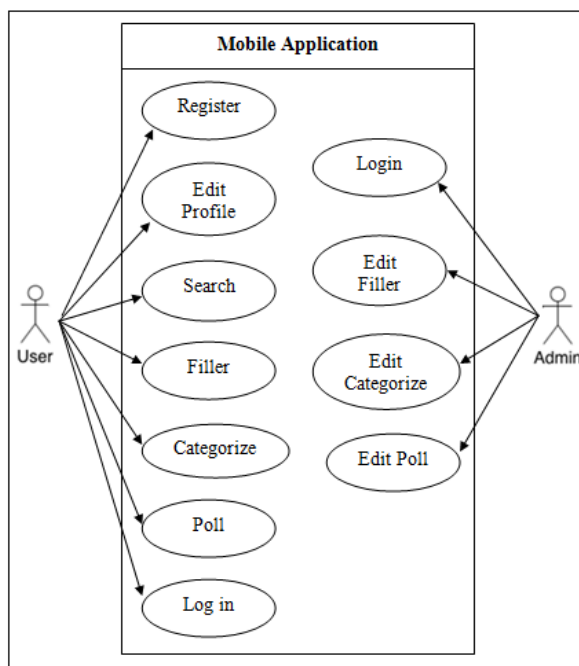 Mobile Application
Register
Login
Edit
Profile
Edit
Filler
Search
User
Admin
Filler
Edit
Categorize
Categorize
Edit Poll
Poll
Log in